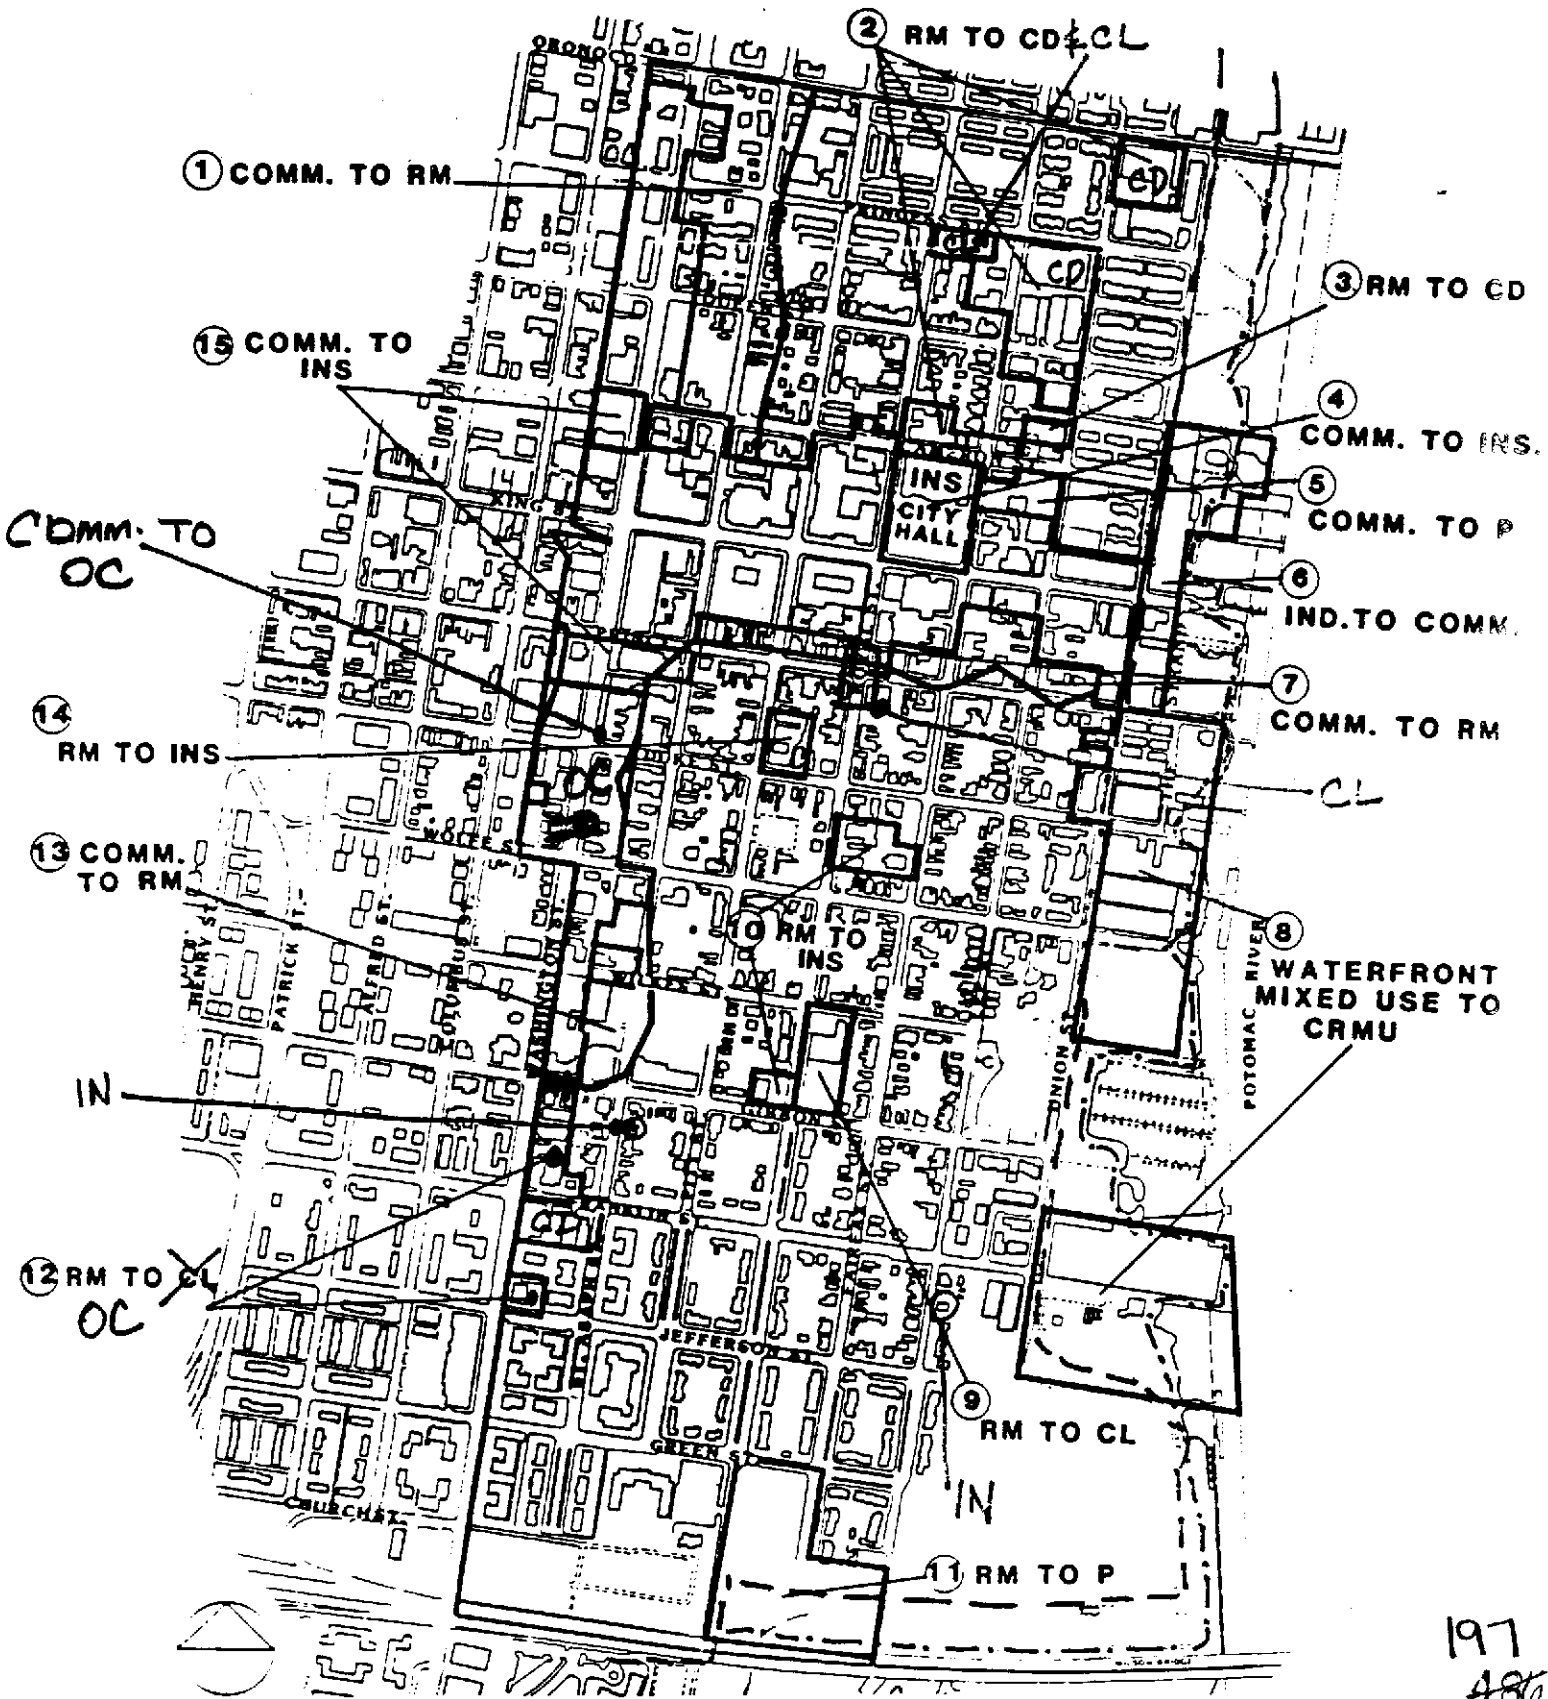 ② RM TO CD & CL
ORONOCO
① COMM. TO RM
CD
PRINCESS
CD
③ RM TO CD
⑮ COMM. TO
INS
④
COMM. TO INS.
INS
CITY
HALL
KING ST.
⑤
COMM. TO P
COMM. TO
OC
⑥
IND. TO COMM.
⑦
COMM. TO RM
⑭
RM TO INS
OC
CL
WOLFE S
⑬ COMM.
TO RM
HENRY ST.
PATRICK ST.
ALFRED ST.
COLUMBUS ST.
WASHINGTON ST.
⑩ RM TO
INS
UNION ST.
POTOMAC RIVER
⑧
WATERFRONT
MIXED USE TO
CRMU
IN
GIBSON
FRANKLIN S
⑫ RM TO CL
OC
FAIRFAX
JEFFERSON ST.
⑨
RM TO CL
GREEN ST.
IN
CHURCH ST.
⑪ RM TO P
197